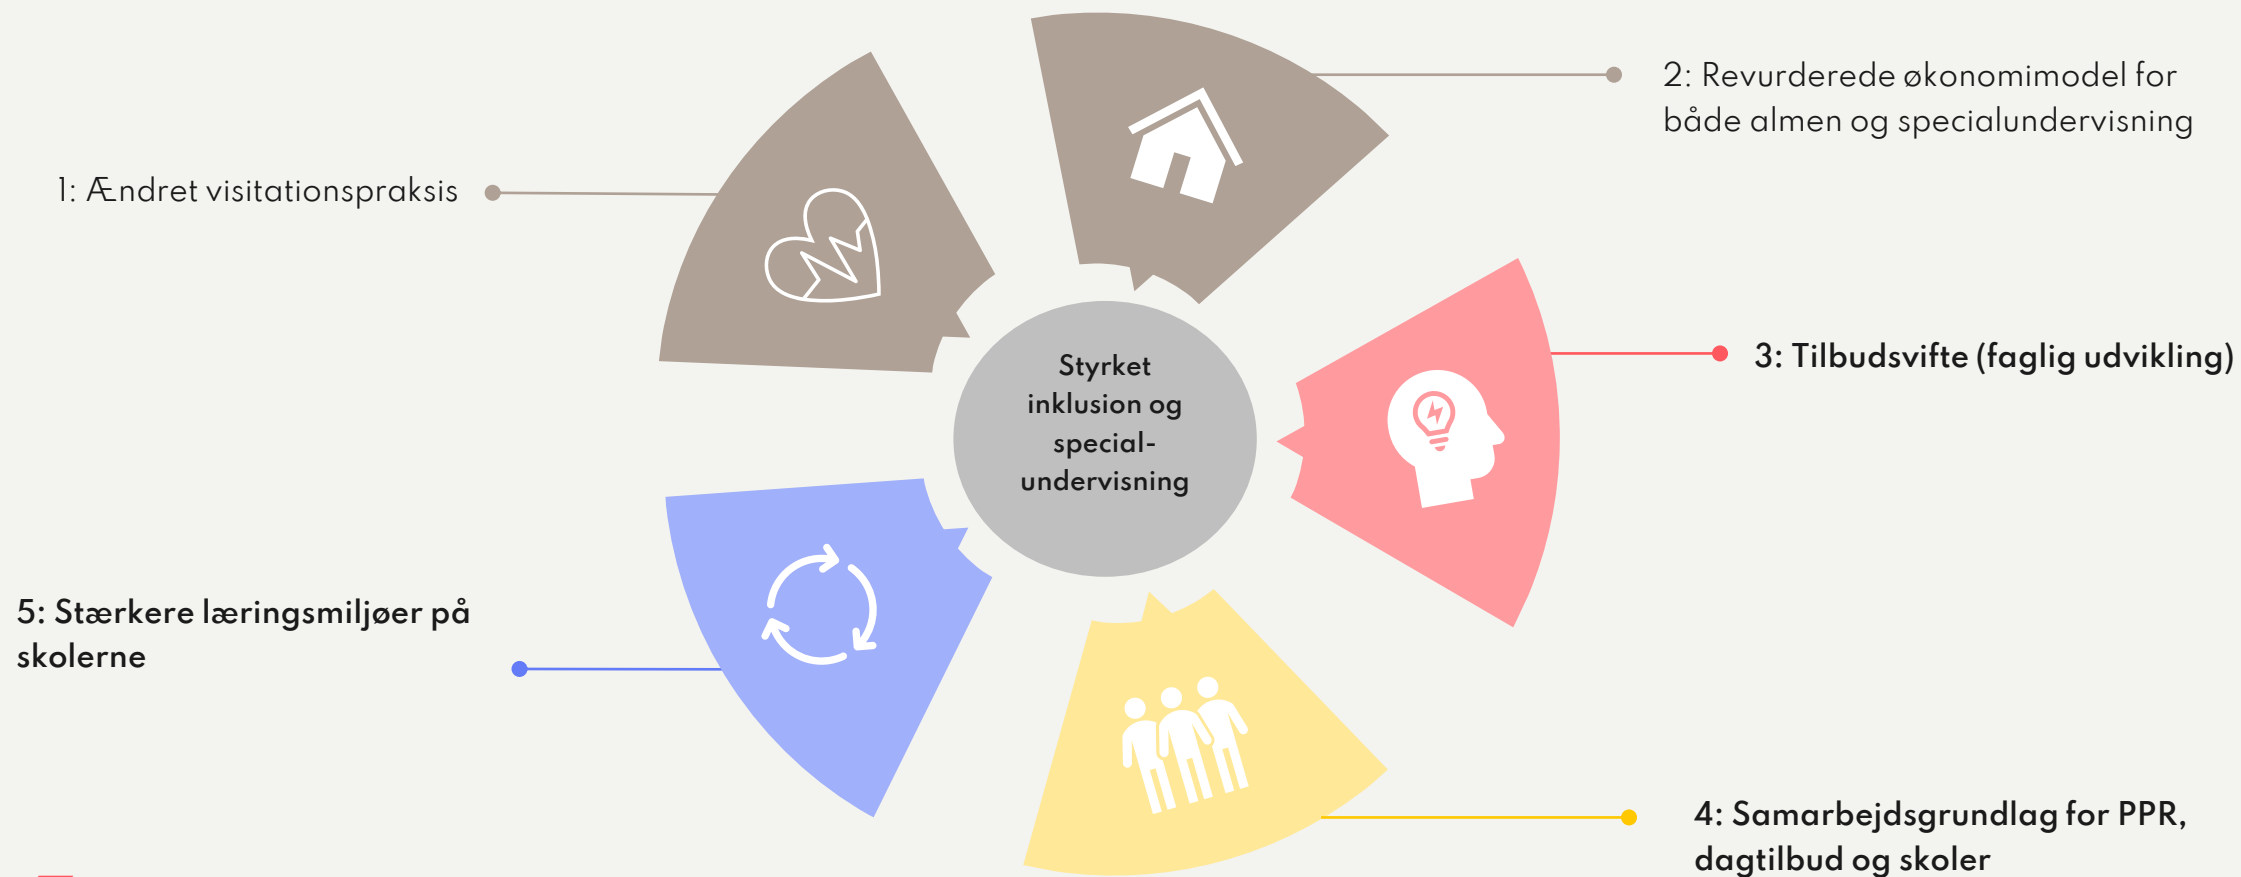 1: Ændret visitationspraksis
2: Revurderede økonomimodel for
både almen og specialundervisning
3: Tilbudsvifte (faglig udvikling)
4: Samarbejdsgrundlag for PPR,
dagtilbud og skoler
5: Stærkere læringsmiljøer på
skolerne
Styrket
inklusion og
special-
undervisning